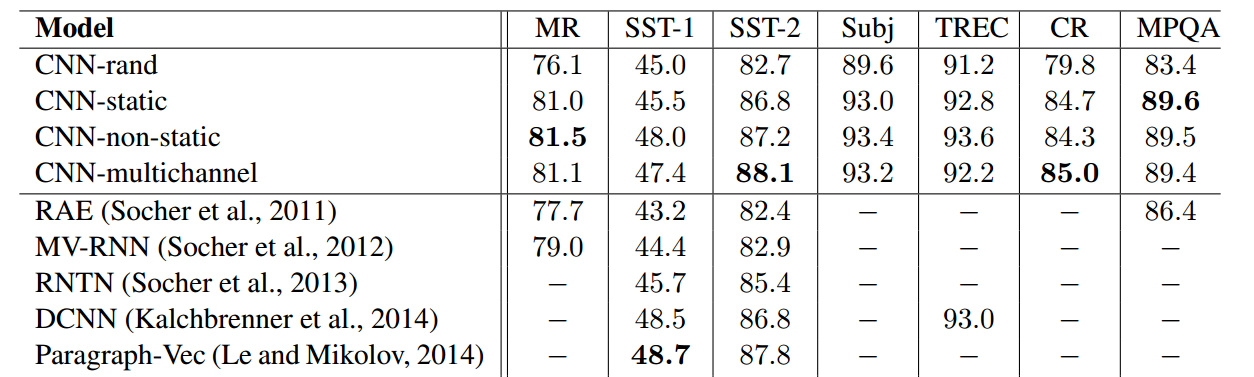 Model MR SST-1 SST-2 Subj TREC CR MPQA
CNN-rand 76.1 45.0 82.7 89.6 91.2 79.8 83.4
CNN-static 81.0 45.5 86.8 93.0 92.8 84.7 89.6
CNN-non-static 81.5 48.0 87.2 93.4 93.6 84.3 89.5
CNN-multichannel 81.1 47.4 88.1 93.2 92.2 85.0 89.4
RAE (Socher et al., 2011) 77.7 43.2 82.4 − − − 86.4
MV-RNN (Socher et al., 2012) 79.0 44.4 82.9 − − − −
RNTN (Socher et al., 2013) − 45.7 85.4 − − − −
DCNN (Kalchbrenner et al., 2014) − 48.5 86.8 − 93.0 − −
Paragraph-Vec (Le and Mikolov, 2014) − 48.7 87.8 − − − −